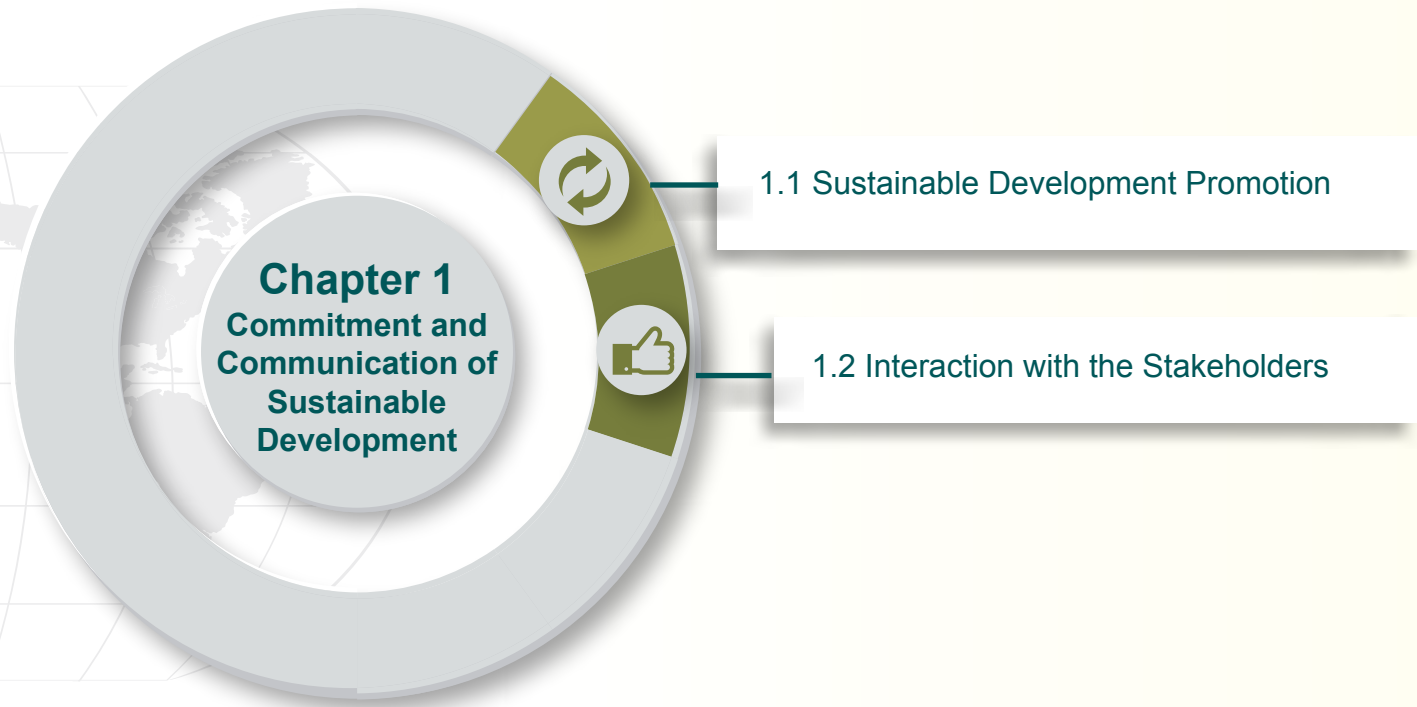 Chapter 1
Commitment and
Communication of
Sustainable
Development
1.1 Sustainable Development Promotion
1.2 Interaction with the Stakeholders